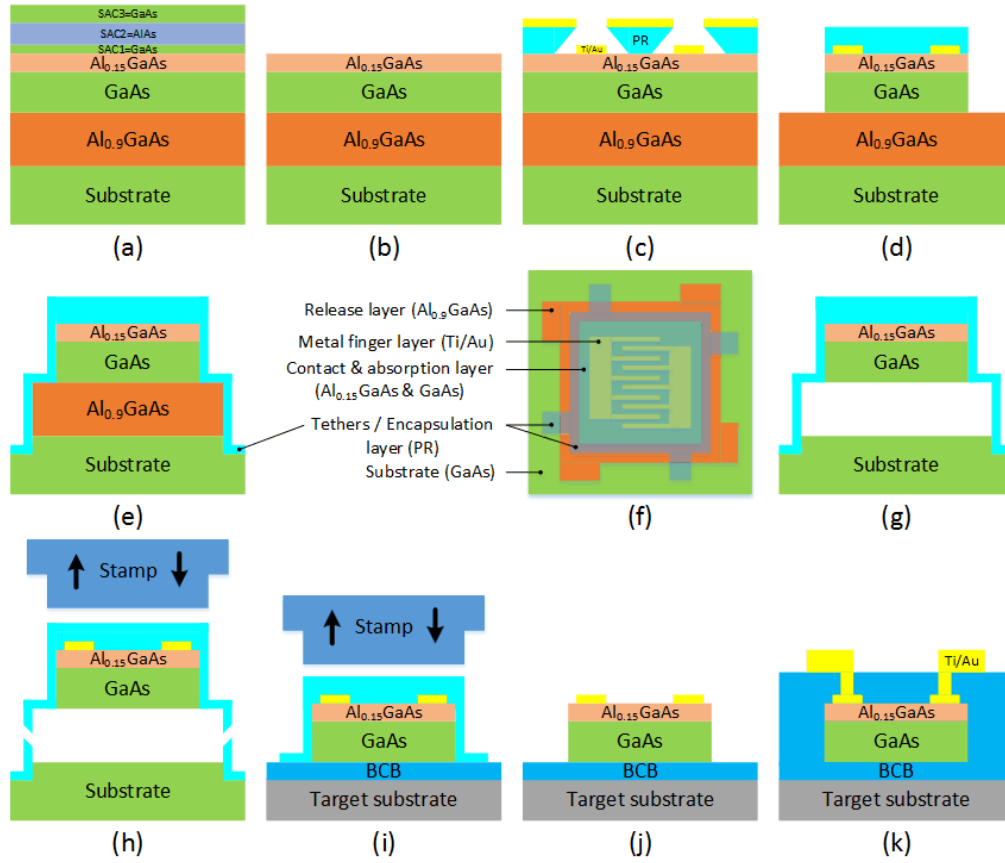 SAC3=GaAs
SAC2=AlAs
SAC1=GaAs
Al0.15GaAs
GaAs
Al0.9GaAs
Substrate
(a)
Al0.15GaAs
GaAs
Al0.9GaAs
Substrate
(b)
Ti/Au
PR
Al0.15GaAs
GaAs
Al0.9GaAs
Substrate
(c)
Al0.15GaAs
GaAs
Al0.9GaAs
Substrate
(d)
Al0.15GaAs
GaAs
Al0.9GaAs
Substrate
(e)
Release layer (Al0.9GaAs)
Metal finger layer (Ti/Au)
Contact & absorption layer
(Al0.15GaAs & GaAs)
Tethers / Encapsulation
layer (PR)
Substrate (GaAs)
(f)
Al0.15GaAs
GaAs
Substrate
(g)
Stamp
Al0.15GaAs
GaAs
Substrate
(h)
Stamp
Al0.15GaAs
GaAs
BCB
Target substrate
(i)
Al0.15GaAs
GaAs
BCB
Target substrate
(j)
Ti/Au
Al0.15GaAs
GaAs
BCB
Target substrate
(k)